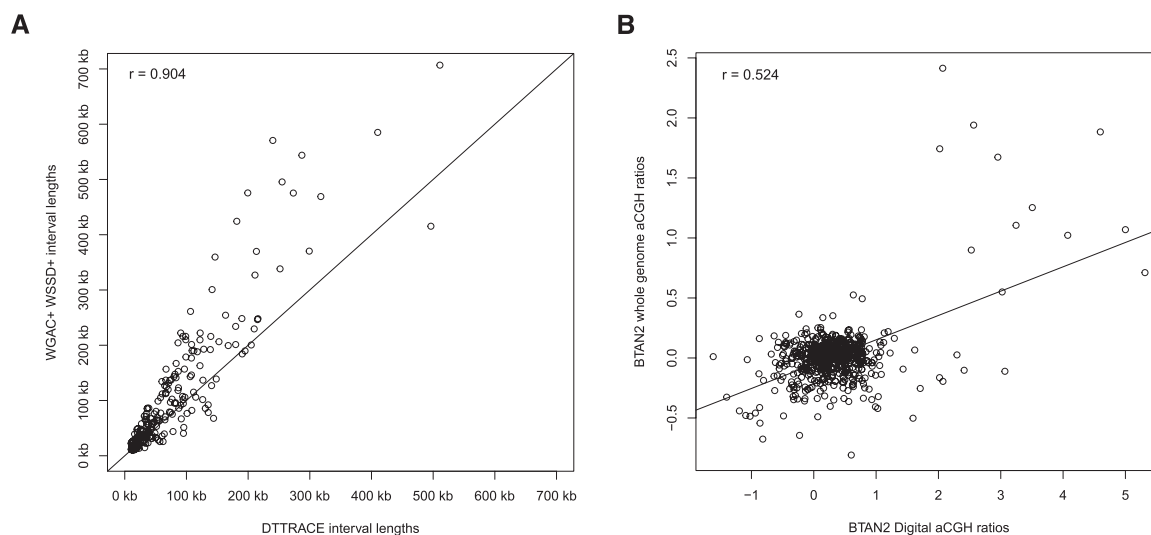 A
r = 0.904
WGAC+ WSSD+ interval lengths
700 kb
600 kb
500 kb
400 kb
300 kb
200 kb
100 kb
0 kb
0 kb 100 kb 200 kb 300 kb 400 kb 500 kb 600 kb 700 kb
DTTRACE interval lengths
B
r = 0.524
BTAN2 whole genome aCGH ratios
2.5
2.0
1.5
1.0
0.5
0.0
−0.5
−1 0 1 2 3 4 5
BTAN2 Digital aCGH ratios